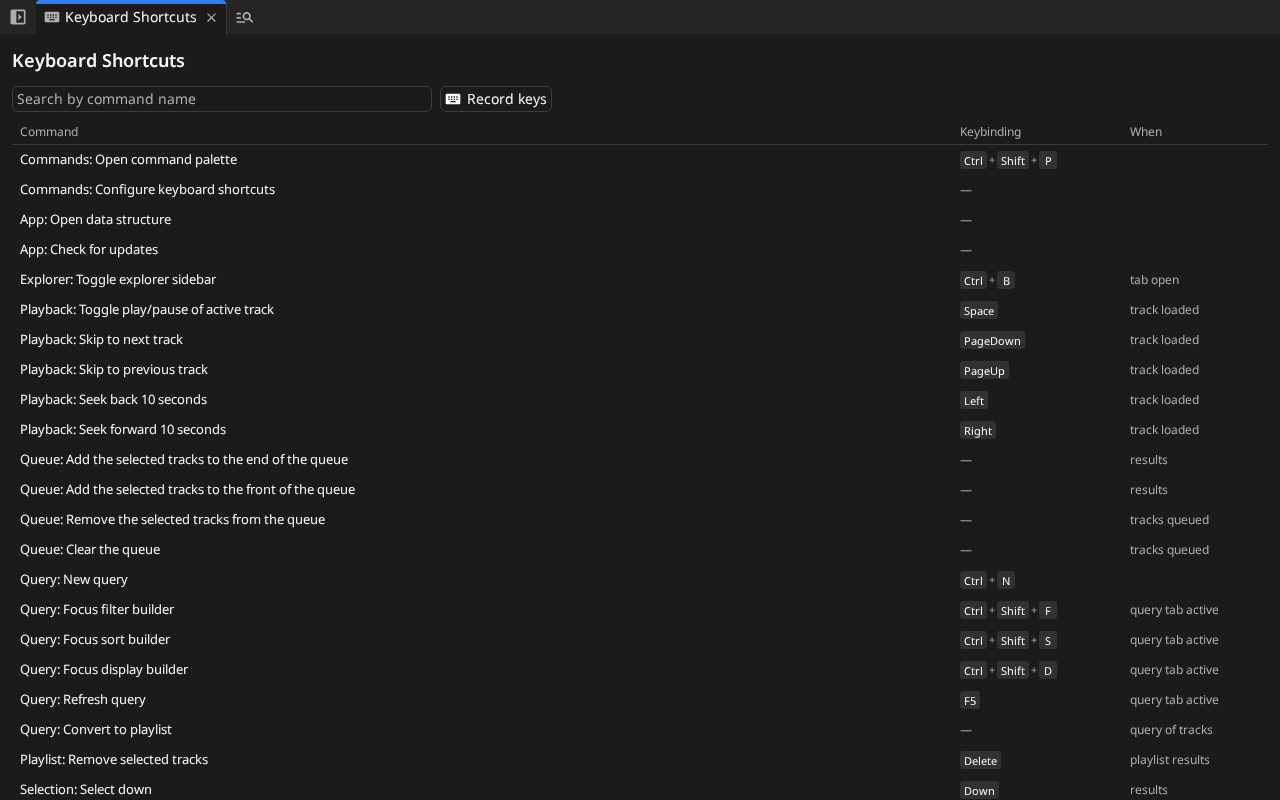 Keyboard Shortcuts
Keyboard Shortcuts
Search by command name Record keys
Command Keybinding When
Commands: Open command palette Ctrl + Shift + P
Commands: Configure keyboard shortcuts —
App: Open data structure —
App: Check for updates —
Explorer: Toggle explorer sidebar Ctrl + B tab open
Playback: Toggle play/pause of active track Space track loaded
Playback: Skip to next track PageDown track loaded
Playback: Skip to previous track PageUp track loaded
Playback: Seek back 10 seconds Left track loaded
Playback: Seek forward 10 seconds Right track loaded
Queue: Add the selected tracks to the end of the queue — results
Queue: Add the selected tracks to the front of the queue — results
Queue: Remove the selected tracks from the queue — tracks queued
Queue: Clear the queue — tracks queued
Query: New query Ctrl + N
Query: Focus filter builder Ctrl + Shift + F query tab active
Query: Focus sort builder Ctrl + Shift + S query tab active
Query: Focus display builder Ctrl + Shift + D query tab active
Query: Refresh query F5 query tab active
Query: Convert to playlist — query of tracks
Playlist: Remove selected tracks Delete playlist results
Selection: Select down Down results